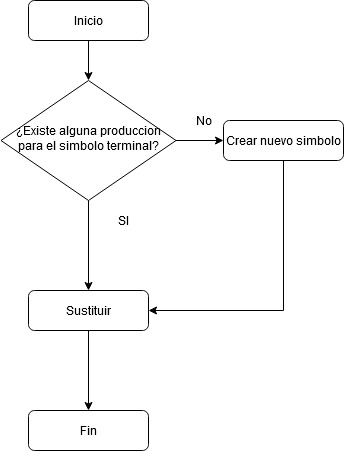 Inicio
¿Existe alguna produccion
para el simbolo terminal?
No
Crear nuevo simbolo
SI
Sustituir
Fin